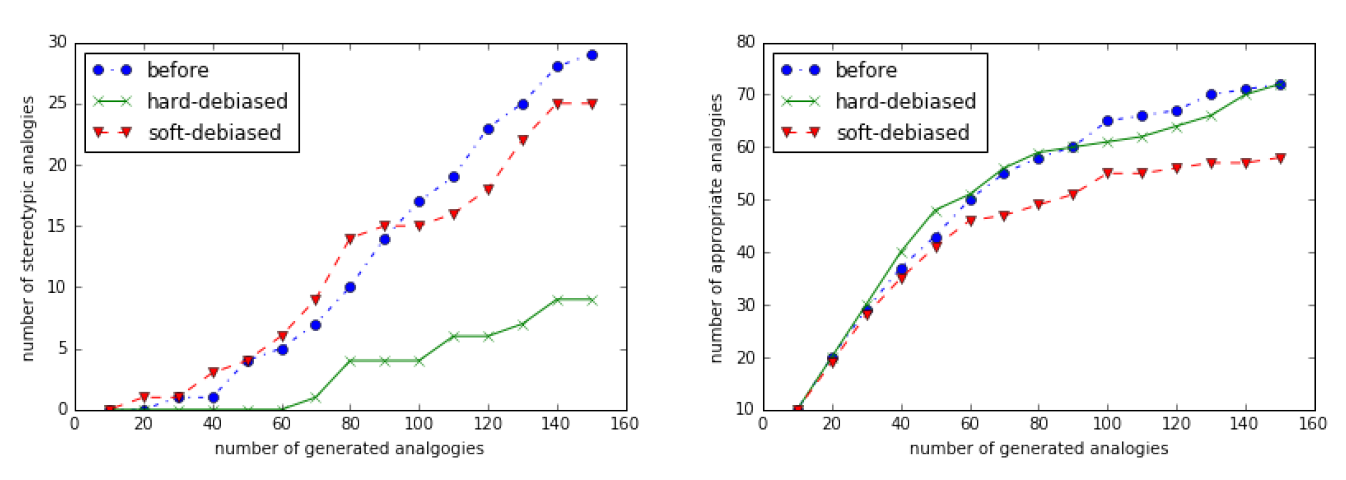 30
25
20
15
10
5
0
number of stereotypic analogies
before
hard-debiased
soft-debiased
0 20 40 60 80 100 120 140 160
number of generated analgogies
80
70
60
50
40
30
20
10
number of appropriate analogies
before
hard-debiased
soft-debiased
0 20 40 60 80 100 120 140 160
number of generated analogies